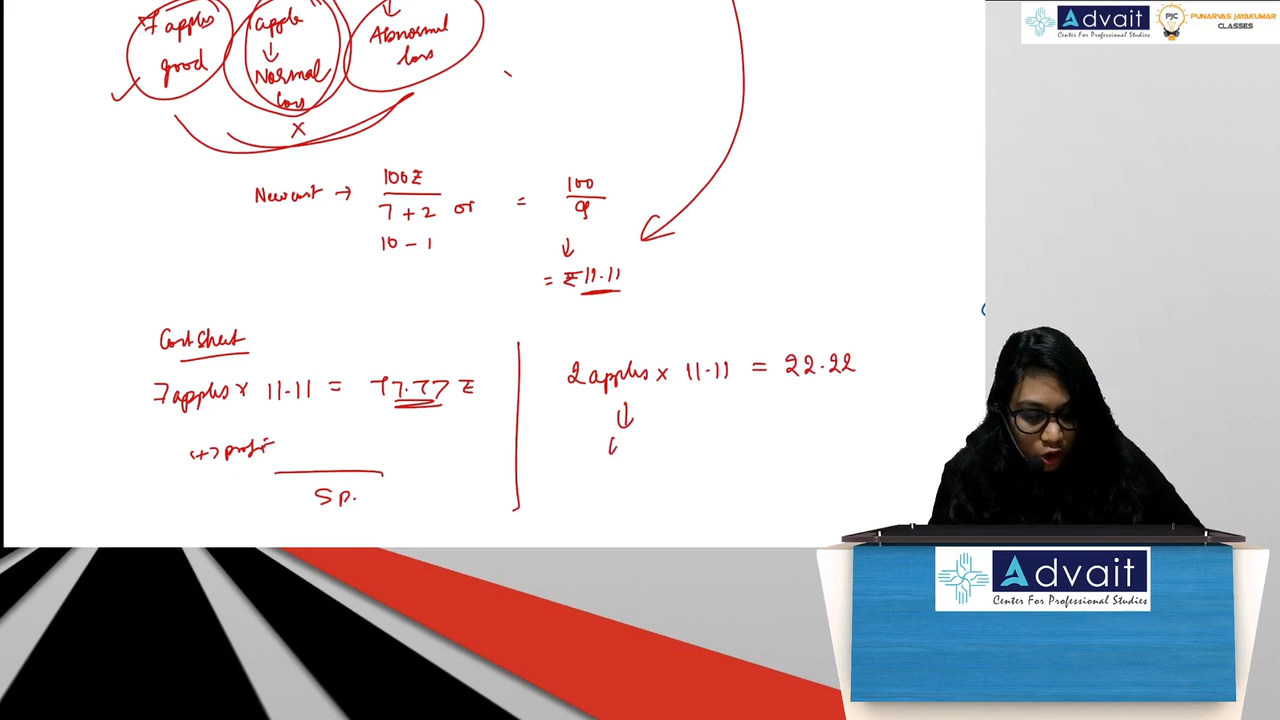 Advait
Center For Professional Studies
PJC
PUNARVAS JAYAKUMAR
CLASSES
7 apples
good
1 apple
↓
Normal
loss
↓
Abnormal
loss
x
New cost → 100₹ / 7 + 2 or 10 - 1 = 100 / 9
↓
= ₹11.11
Cost Sheet
7 apples x 11.11 = 77.77 ₹
(+) profit
S p.
2 apples x 11.11 = 22.22
↓
(
Advait
Center For Professional Studies